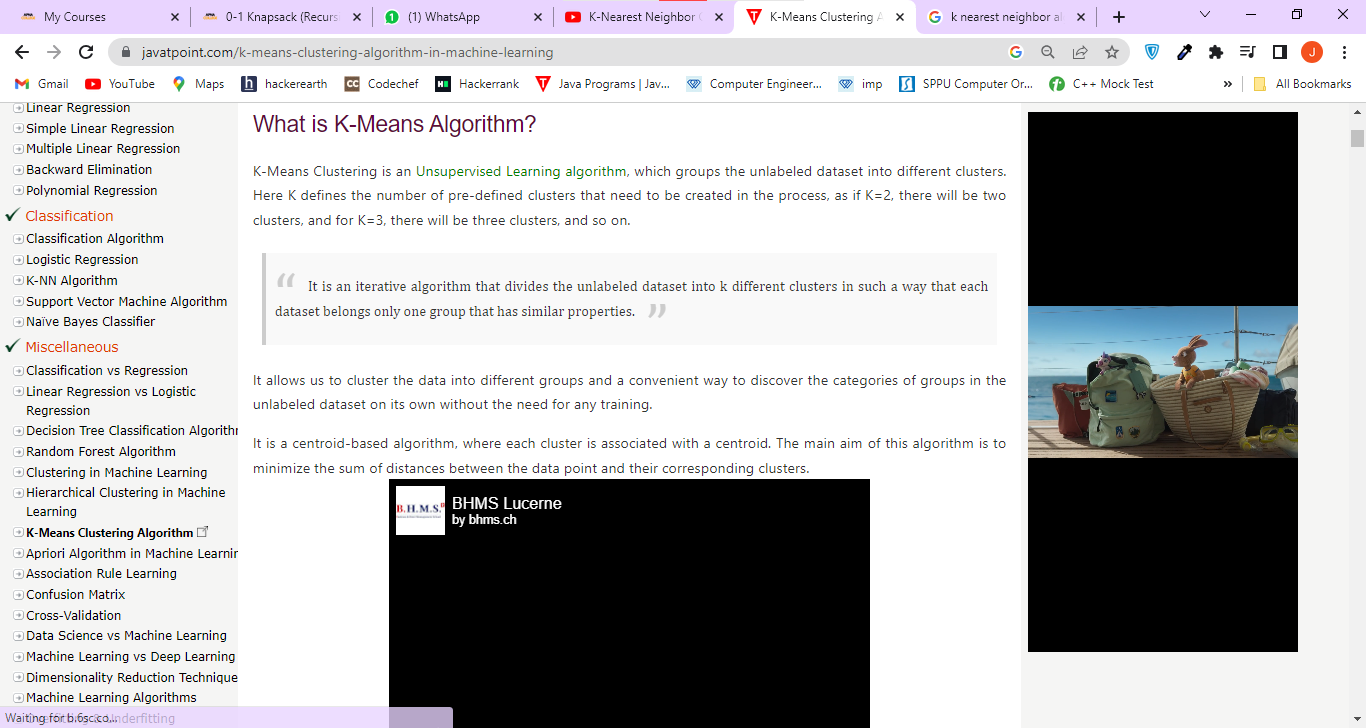 My Courses
0-1 Knapsack (Recurs
(1) WhatsApp
K-Nearest Neighbor
K-Means Clustering A
k nearest neighbor al
javatpoint.com/k-means-clustering-algorithm-in-machine-learning
J
Gmail
YouTube
Maps
h hackerearth
CC Codechef
Hackerrank
Java Programs | Jav...
Computer Engineer...
imp
SPPU Computer Or...
C++ Mock Test
»
All Bookmarks
Linear Regression
Simple Linear Regression
Multiple Linear Regression
Backward Elimination
Polynomial Regression
Classification
Classification Algorithm
Logistic Regression
K-NN Algorithm
Support Vector Machine Algorithm
Naïve Bayes Classifier
Miscellaneous
Classification vs Regression
Linear Regression vs Logistic
Regression
Decision Tree Classification Algorithm
Random Forest Algorithm
Clustering in Machine Learning
Hierarchical Clustering in Machine
Learning
K-Means Clustering Algorithm
Apriori Algorithm in Machine Learnin
Association Rule Learning
Confusion Matrix
Cross-Validation
Data Science vs Machine Learning
Machine Learning vs Deep Learning
Dimensionality Reduction Technique
Machine Learning Algorithms
Overfitting & Underfitting
Waiting for b6sc.co...
What is K-Means Algorithm?
K-Means Clustering is an Unsupervised Learning algorithm, which groups the unlabeled dataset into different clusters.
Here K defines the number of pre-defined clusters that need to be created in the process, as if K=2, there will be two
clusters, and for K=3, there will be three clusters, and so on.
“ It is an iterative algorithm that divides the unlabeled dataset into k different clusters in such a way that each
dataset belongs only one group that has similar properties. ”
It allows us to cluster the data into different groups and a convenient way to discover the categories of groups in the
unlabeled dataset on its own without the need for any training.
It is a centroid-based algorithm, where each cluster is associated with a centroid. The main aim of this algorithm is to
minimize the sum of distances between the data point and their corresponding clusters.
B.H.M.S.
BHMS Lucerne
by bhms.ch